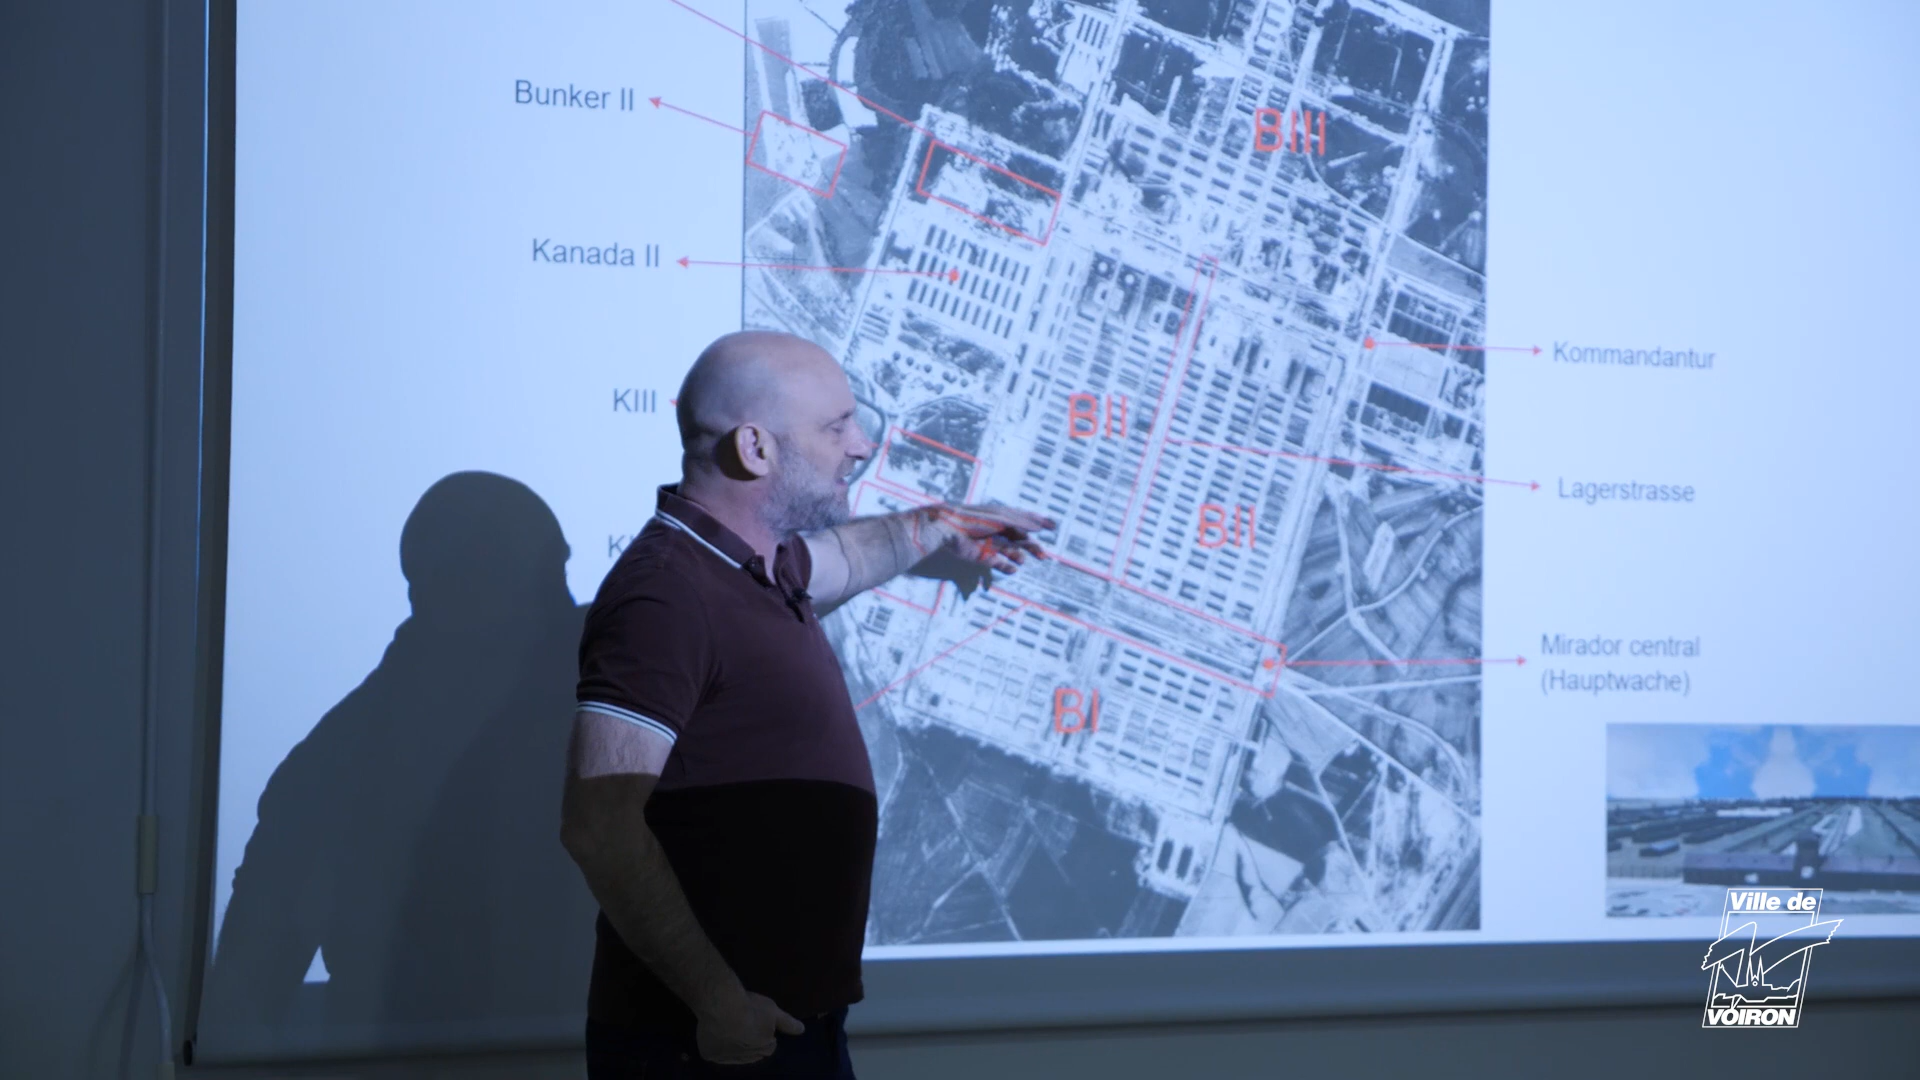 Bunker II
BIII
Kanada II
Kommandantur
KIII
BII
Lagerstrasse
BII
Mirador central
(Hauptwache)
BI
Ville de
VOIRON